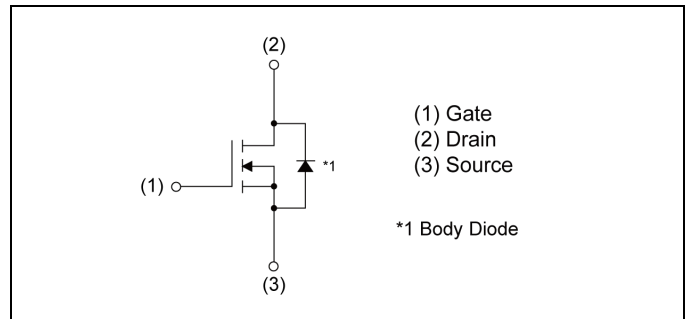 (2)
(1) Gate
(2) Drain
(3) Source
*1
(1)
*1 Body Diode
(3)